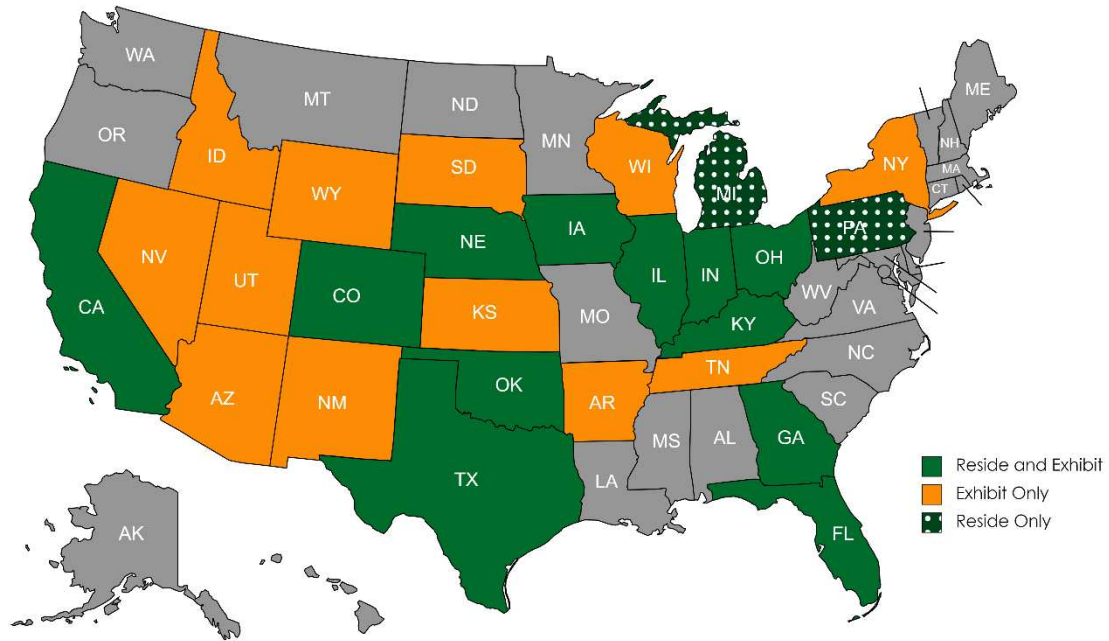 WA
MT
ND
MN
ME
OR
ID
WY
SD
WI
MI
NY
NH
MA
CT
NV
UT
CO
NE
IA
IL
IN
OH
PA
CA
KS
MO
KY
WV
VA
AZ
NM
OK
AR
TN
NC
SC
TX
LA
MS
AL
GA
FL
AK
Reside and Exhibit
Exhibit Only
Reside Only